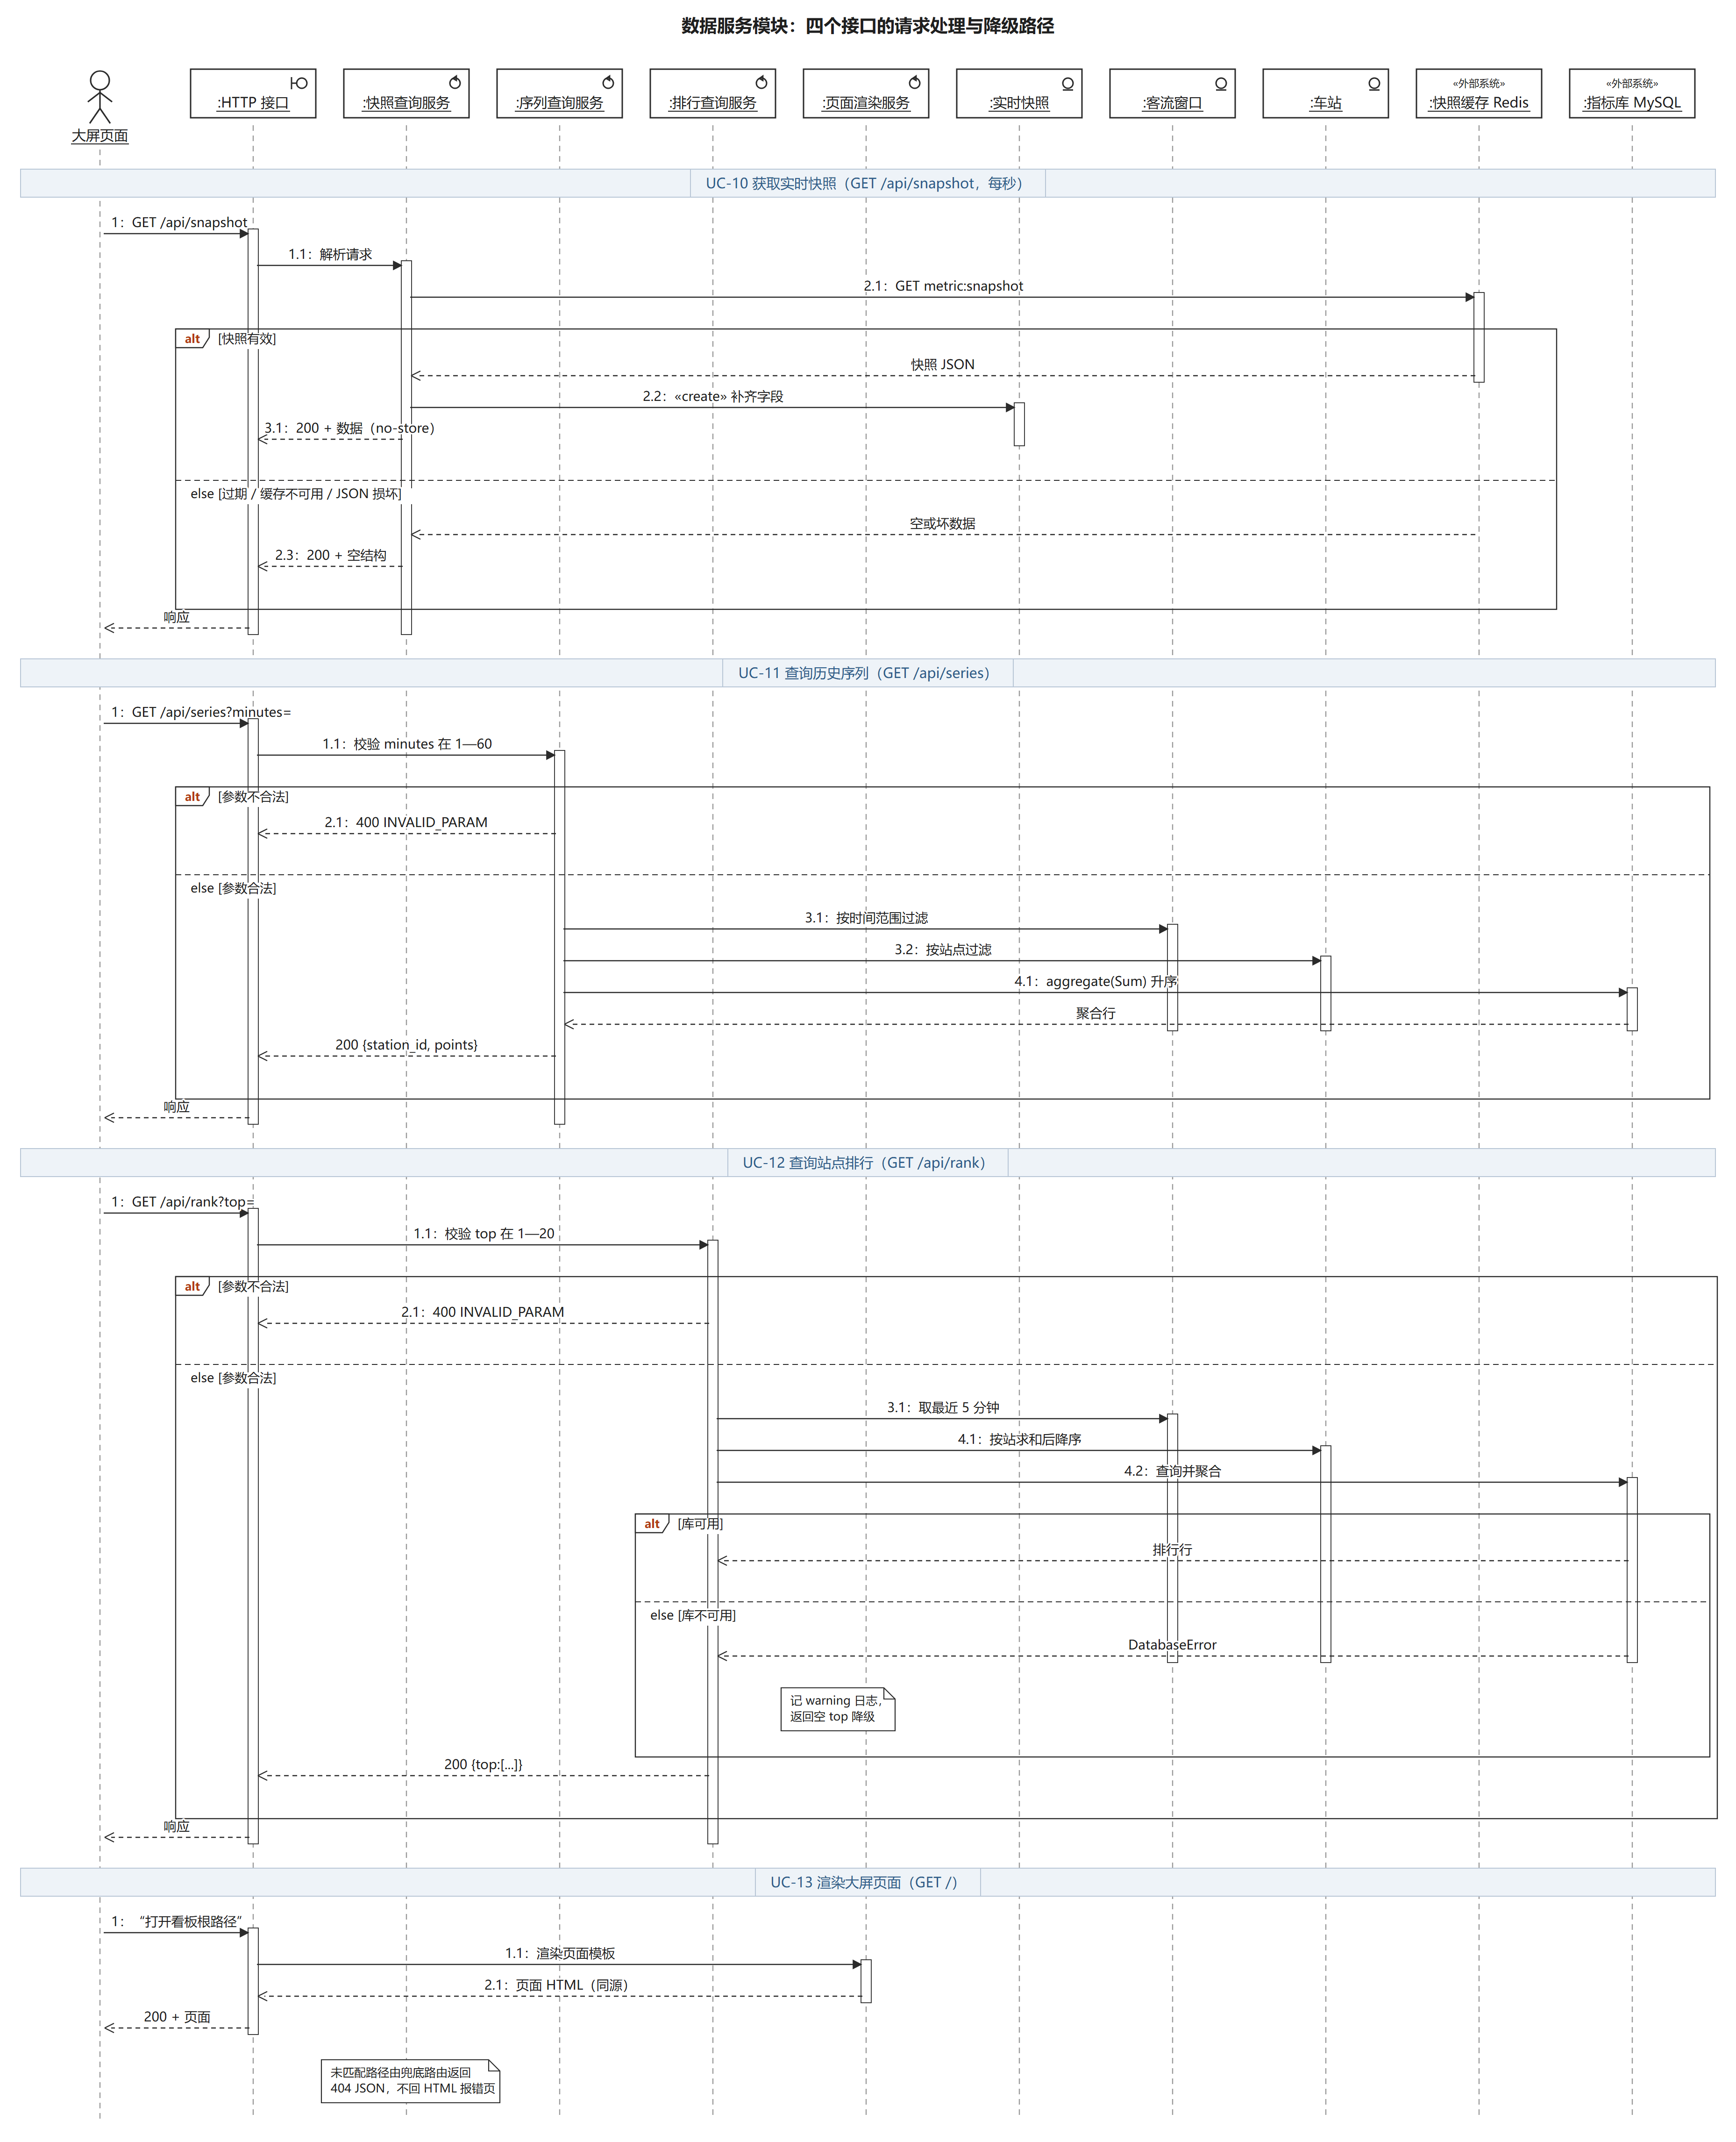 数据服务模块：四个接口的请求处理与降级路径
大屏页面
:HTTP 接口
:快照查询服务
:序列查询服务
:排行查询服务
:页面渲染服务
:实时快照
:客流窗口
:车站
«外部系统»
:快照缓存 Redis
«外部系统»
:指标库 MySQL
UC-10 获取实时快照（GET /api/snapshot，每秒）
1：GET /api/snapshot
1.1：解析请求
2.1：GET metric:snapshot
alt [快照有效]
快照 JSON
2.2：«create» 补齐字段
3.1：200 + 数据（no-store）
else [过期 / 缓存不可用 / JSON 损坏]
空或坏数据
2.3：200 + 空结构
响应
UC-11 查询历史序列（GET /api/series）
1：GET /api/series?minutes=
1.1：校验 minutes 在 1—60
alt [参数不合法]
2.1：400 INVALID_PARAM
else [参数合法]
3.1：按时间范围过滤
3.2：按站点过滤
4.1：aggregate(Sum) 升序
聚合行
200 {station_id, points}
响应
UC-12 查询站点排行（GET /api/rank）
1：GET /api/rank?top=
1.1：校验 top 在 1—20
alt [参数不合法]
2.1：400 INVALID_PARAM
else [参数合法]
3.1：取最近 5 分钟
4.1：按站求和后降序
4.2：查询并聚合
alt [库可用]
排行行
else [库不可用]
DatabaseError
记 warning 日志，
返回空 top 降级
200 {top:[...]}
响应
UC-13 渲染大屏页面（GET /）
1：“打开看板根路径”
1.1：渲染页面模板
2.1：页面 HTML（同源）
200 + 页面
未匹配路径由兜底路由返回
404 JSON，不回 HTML 报错页